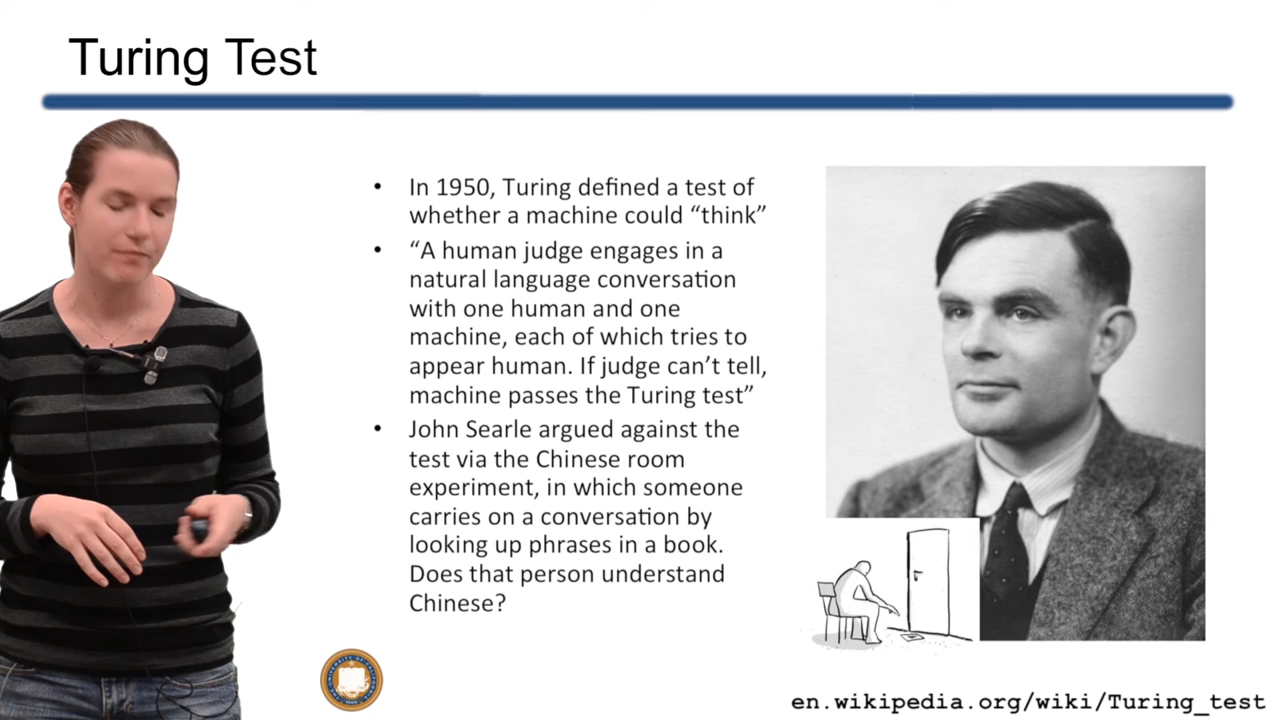 Turing Test
• In 1950, Turing defined a test of
whether a machine could “think”
• “A human judge engages in a
natural language conversation
with one human and one
machine, each of which tries to
appear human. If judge can’t tell,
machine passes the Turing test”
• John Searle argued against the
test via the Chinese room
experiment, in which someone
carries on a conversation by
looking up phrases in a book.
Does that person understand
Chinese?
en.wikipedia.org/wiki/Turing_test